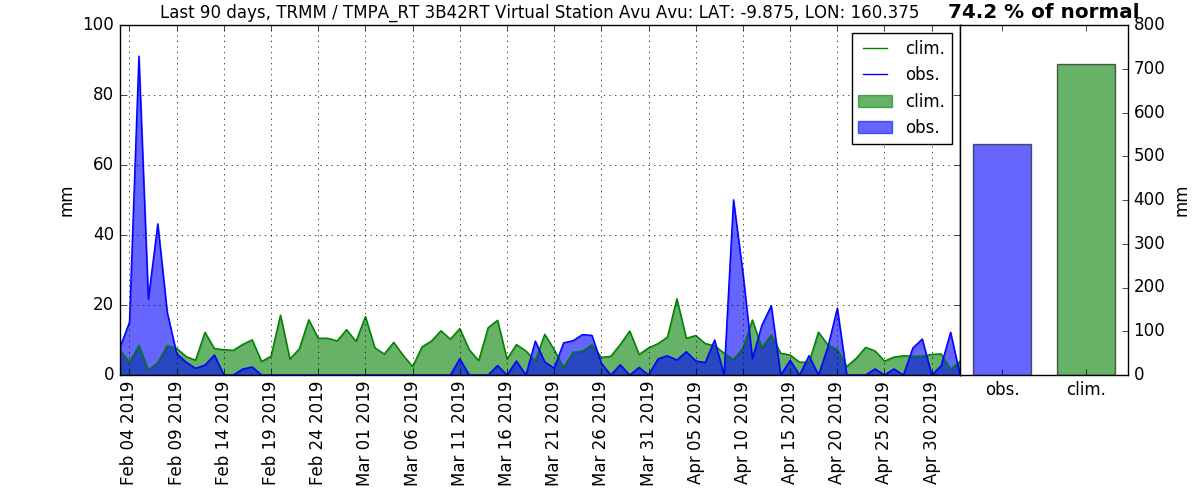 Last 90 days, TRMM / TMPA_RT 3B42RT Virtual Station Avu Avu: LAT: -9.875, LON: 160.375
74.2 % of normal
100
80
60
40
20
0
mm
clim.
obs.
clim.
obs.
800
700
600
500
400
300
200
100
0
mm
Feb 04 2019
Feb 09 2019
Feb 14 2019
Feb 19 2019
Feb 24 2019
Mar 01 2019
Mar 06 2019
Mar 11 2019
Mar 16 2019
Mar 21 2019
Mar 26 2019
Mar 31 2019
Apr 05 2019
Apr 10 2019
Apr 15 2019
Apr 20 2019
Apr 25 2019
Apr 30 2019
obs.
clim.